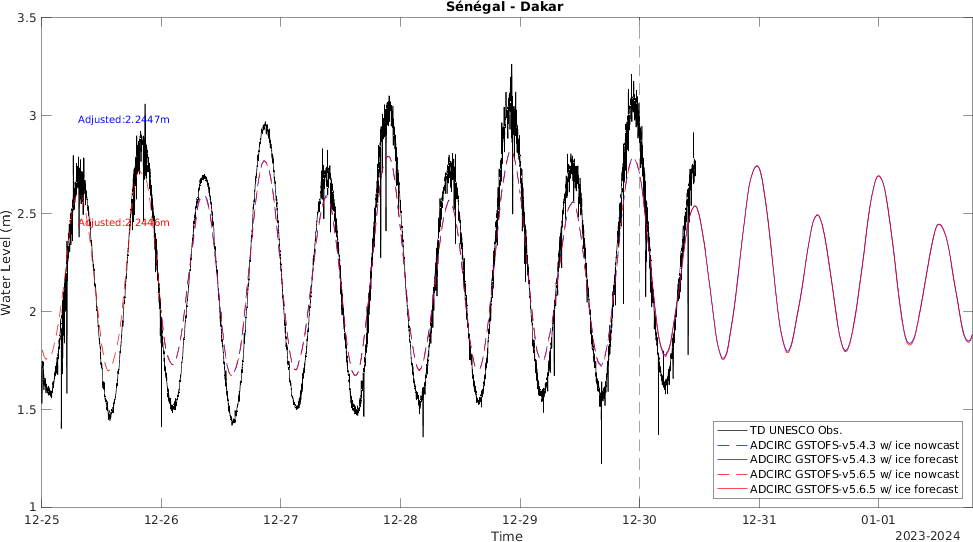 Sénégal - Dakar
3.5
3
2.5
2
1.5
1
Water Level (m)
Adjusted:2.2447m
Adjusted:2.2446m
TD UNESCO Obs.
ADCIRC GSTOFS-v5.4.3 w/ ice nowcast
ADCIRC GSTOFS-v5.4.3 w/ ice forecast
ADCIRC GSTOFS-v5.6.5 w/ ice nowcast
ADCIRC GSTOFS-v5.6.5 w/ ice forecast
12-25 12-26 12-27 12-28 12-29 12-30 12-31 01-01
Time
2023-2024